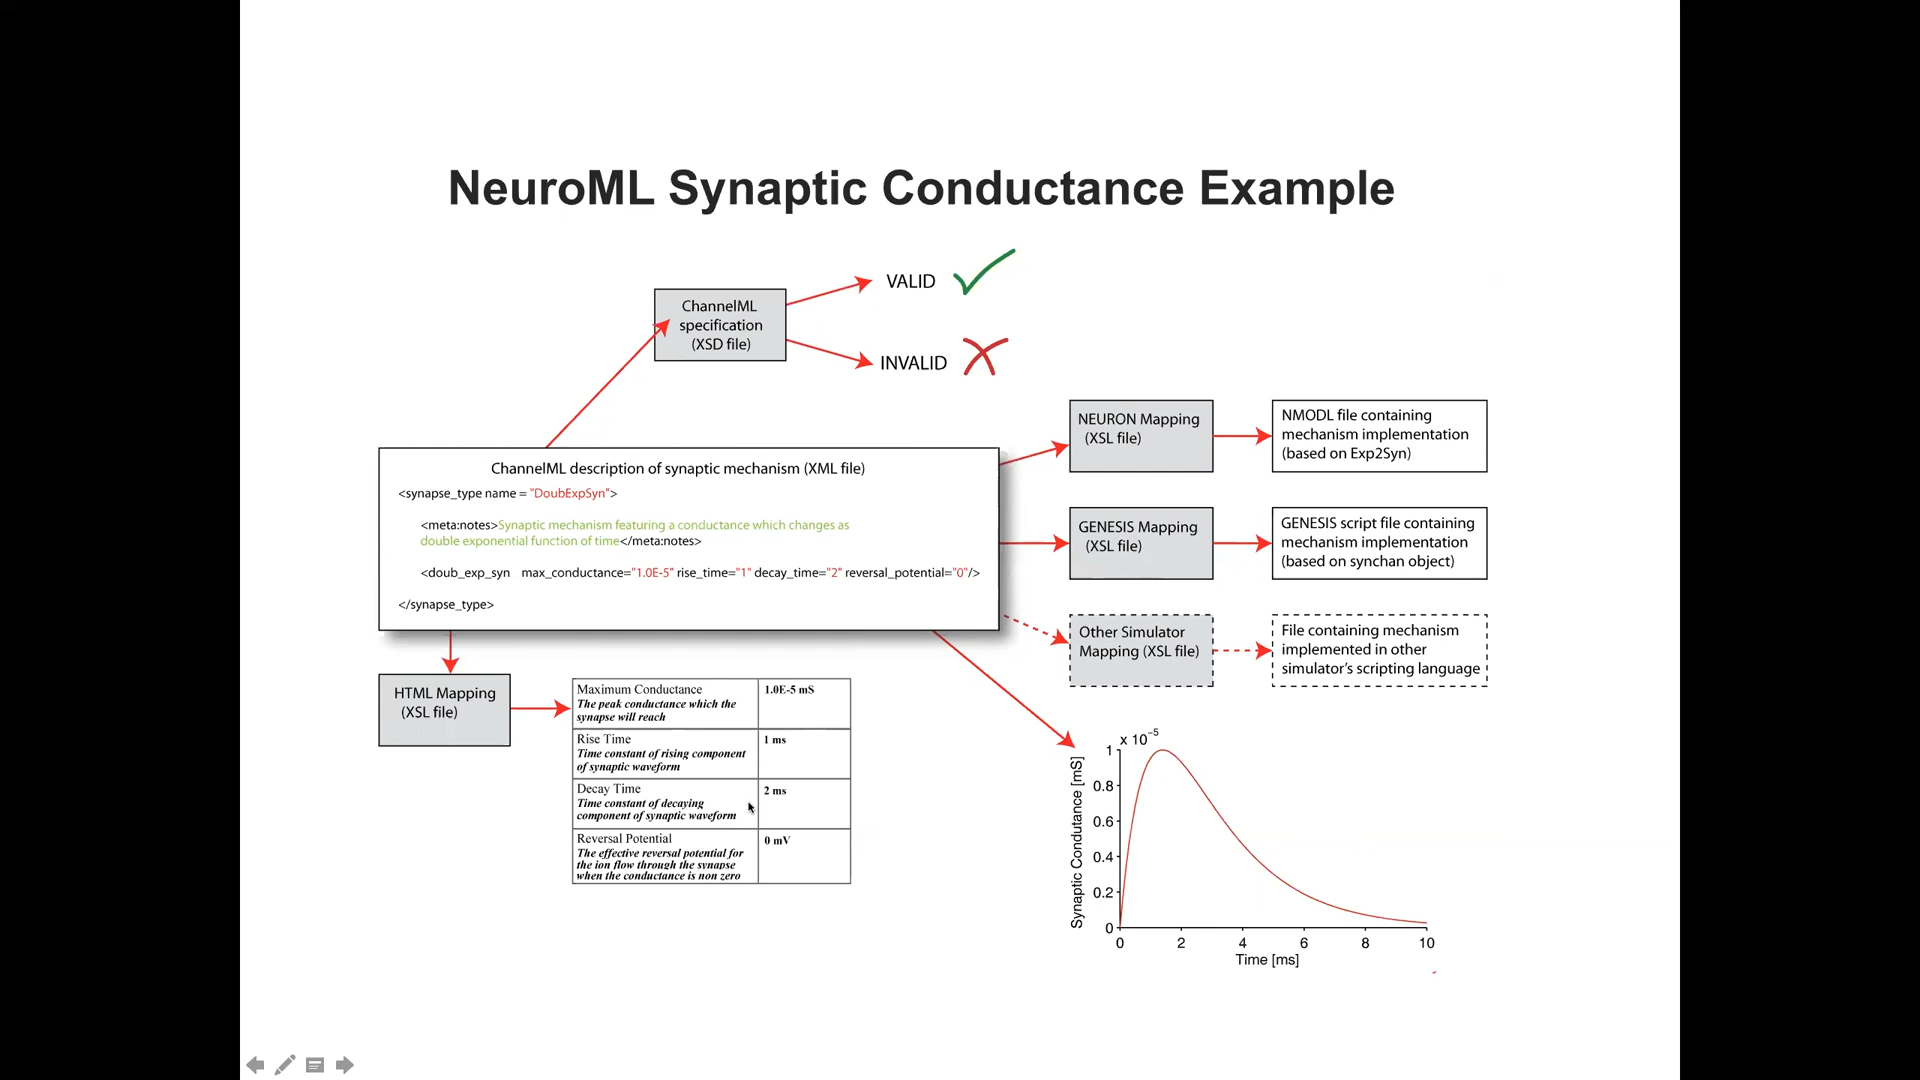 NeuroML Synaptic Conductance Example
ChannelML
specification
(XSD file)
VALID
INVALID
ChannelML description of synaptic mechanism (XML file)
<synapse_type name = "DoubExpSyn">
<meta:notes>Synaptic mechanism featuring a conductance which changes as
double exponential function of time</meta:notes>
<doub_exp_syn max_conductance="1.0E-5" rise_time="1" decay_time="2" reversal_potential="0"/>
</synapse_type>
NEURON Mapping
(XSL file)
NMODL file containing
mechanism implementation
(based on Exp2Syn)
GENESIS Mapping
(XSL file)
GENESIS script file containing
mechanism implementation
(based on synchan object)
Other Simulator
Mapping (XSL file)
File containing mechanism
implemented in other
simulator's scripting language
HTML Mapping
(XSL file)
Maximum Conductance
The peak conductance which the
synapse will reach
1.0E-5 mS
Rise Time
Time constant of rising component
of synaptic waveform
1 ms
Decay Time
Time constant of decaying
component of synaptic waveform
2 ms
Reversal Potential
The effective reversal potential for
the ion flow through the synapse
when the conductance is non zero
0 mV
x 10⁻⁵
Synaptic Condutance [mS]
1
0.8
0.6
0.4
0.2
0
0 2 4 6 8 10
Time [ms]